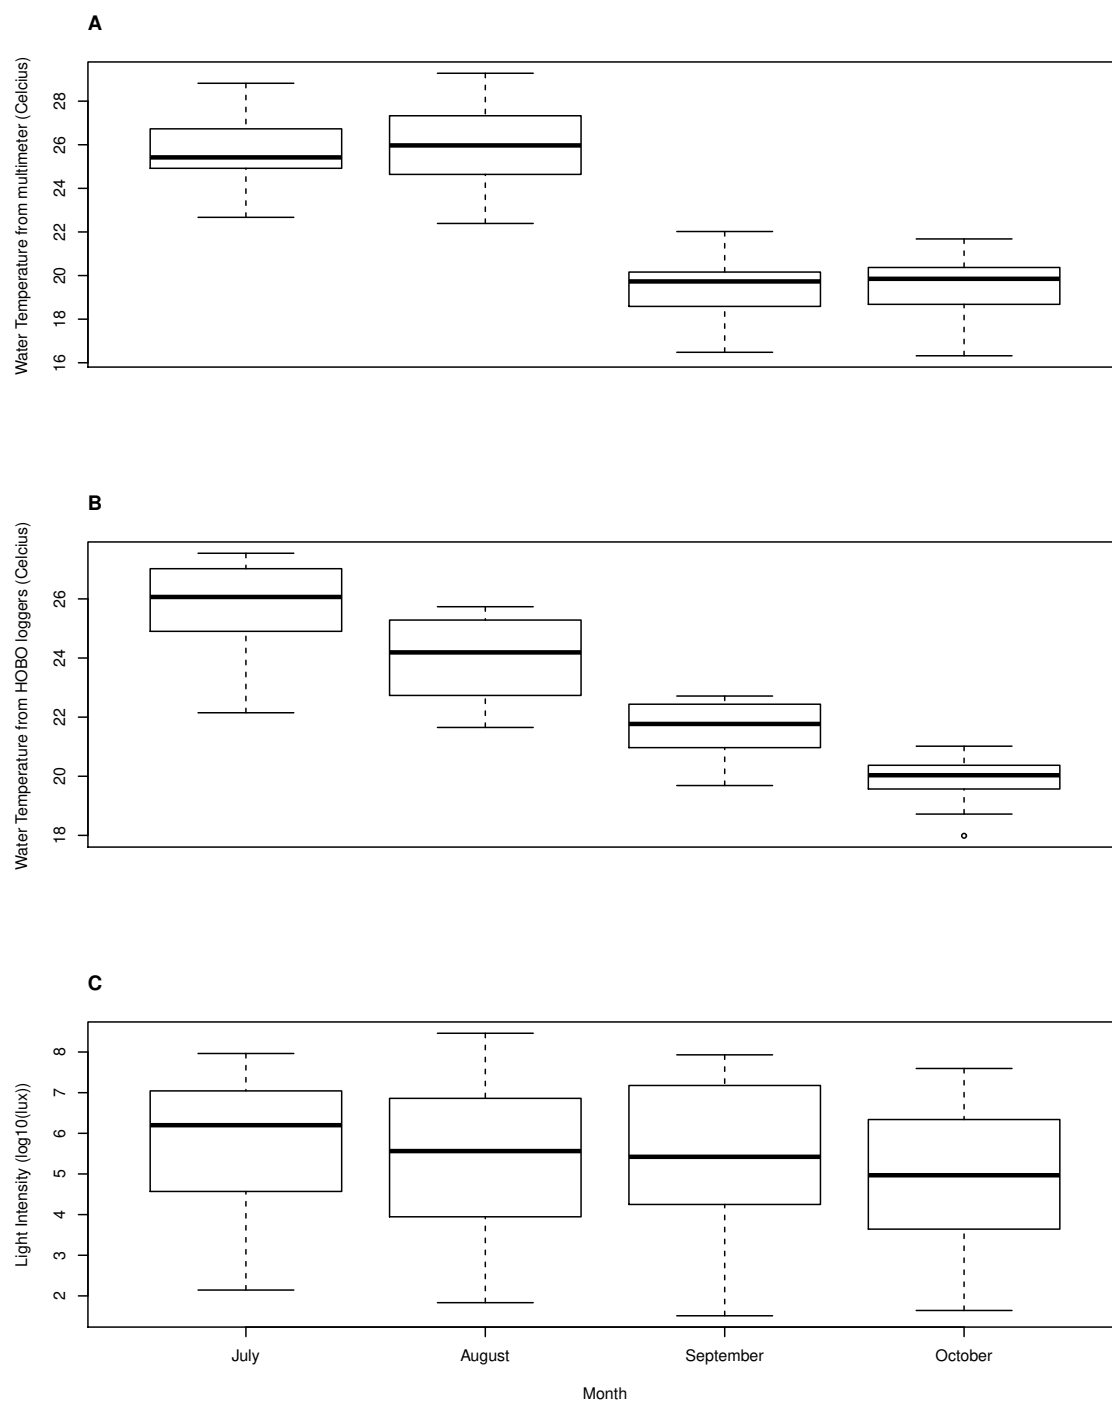 A
Water Temperature from multimeter (Celcius)
28
26
24
22
20
18
16
B
Water Temperature from HOBO loggers (Celcius)
26
24
22
20
18
C
Light Intensity (log10(lux))
8
7
6
5
4
3
2
July August September October
Month